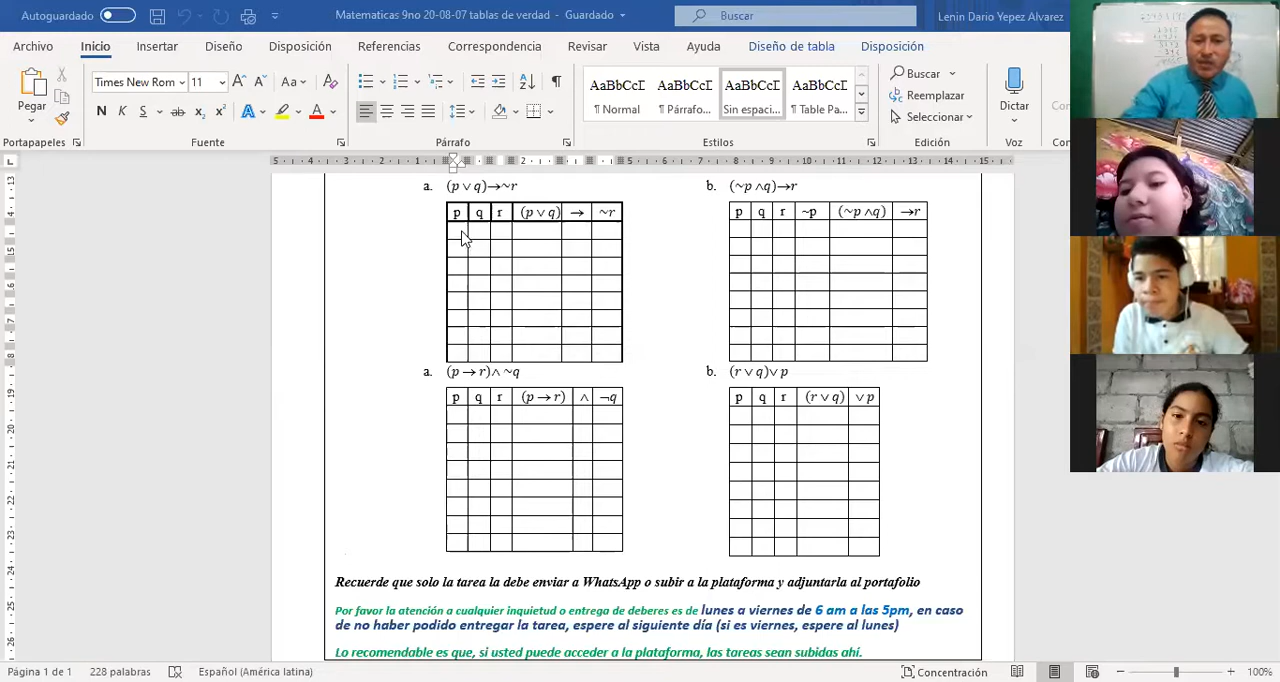 Autoguardado
Matematicas 9no 20-08-07 tablas de verdad - Guardado
Buscar
Lenin Dario Yepez Alvarez
Archivo Inicio Insertar Diseño Disposición Referencias Correspondencia Revisar Vista Ayuda Diseño de tabla Disposición
Pegar
Times New Rom 11
N K S ab x₂ x²
AaBbCcI AaBbCcI AaBbCcI AaBbCcI
¶ Normal ¶ Párrafo... Sin espaci... ¶ Table Pa...
Buscar
Reemplazar
Seleccionar
Dictar
Portapapeles Fuente Párrafo Estilos Edición Voz
a. (p ∨ q)→~r b. (~p ∧q)→r
p q r (p ∨ q) → ~r p q r ~p (~p ∧q) →r
a. (p → r)∧ ~q b. (r ∨ q)∨ p
p q r (p → r) ∧ ¬q p q r (r ∨ q) ∨ p
Recuerde que solo la tarea la debe enviar a WhatsApp o subir a la plataforma y adjuntarla al portafolio
Por favor la atención a cualquier inquietud o entrega de deberes es de lunes a viernes de 6 am a las 5pm, en caso
de no haber podido entregar la tarea, espere al siguiente día (si es viernes, espere al lunes)
Lo recomendable es que, si usted puede acceder a la plataforma, las tareas sean subidas ahí.
Página 1 de 1 228 palabras Español (América latina) Concentración 100%